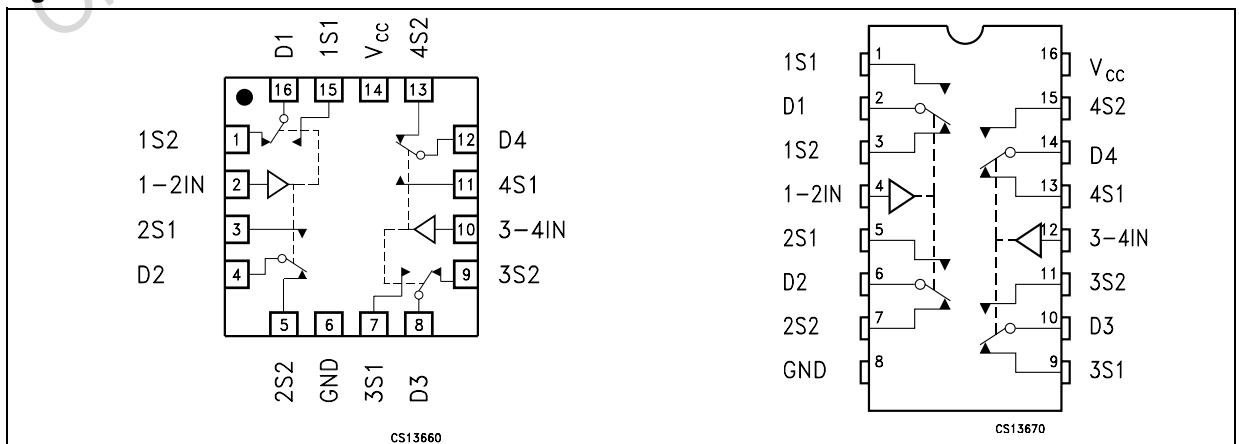 D1
1S1
VCC
4S2
16
15
14
13
1S2
1
12
D4
1-2IN
2
11
4S1
2S1
3
10
3-4IN
D2
4
9
3S2
5
6
7
8
2S2
GND
3S1
D3
CS13660
1S1
1
16
VCC
D1
2
15
4S2
1S2
3
14
D4
1-2IN
4
13
4S1
2S1
5
12
3-4IN
D2
6
11
3S2
2S2
7
10
D3
GND
8
9
3S1
CS13670